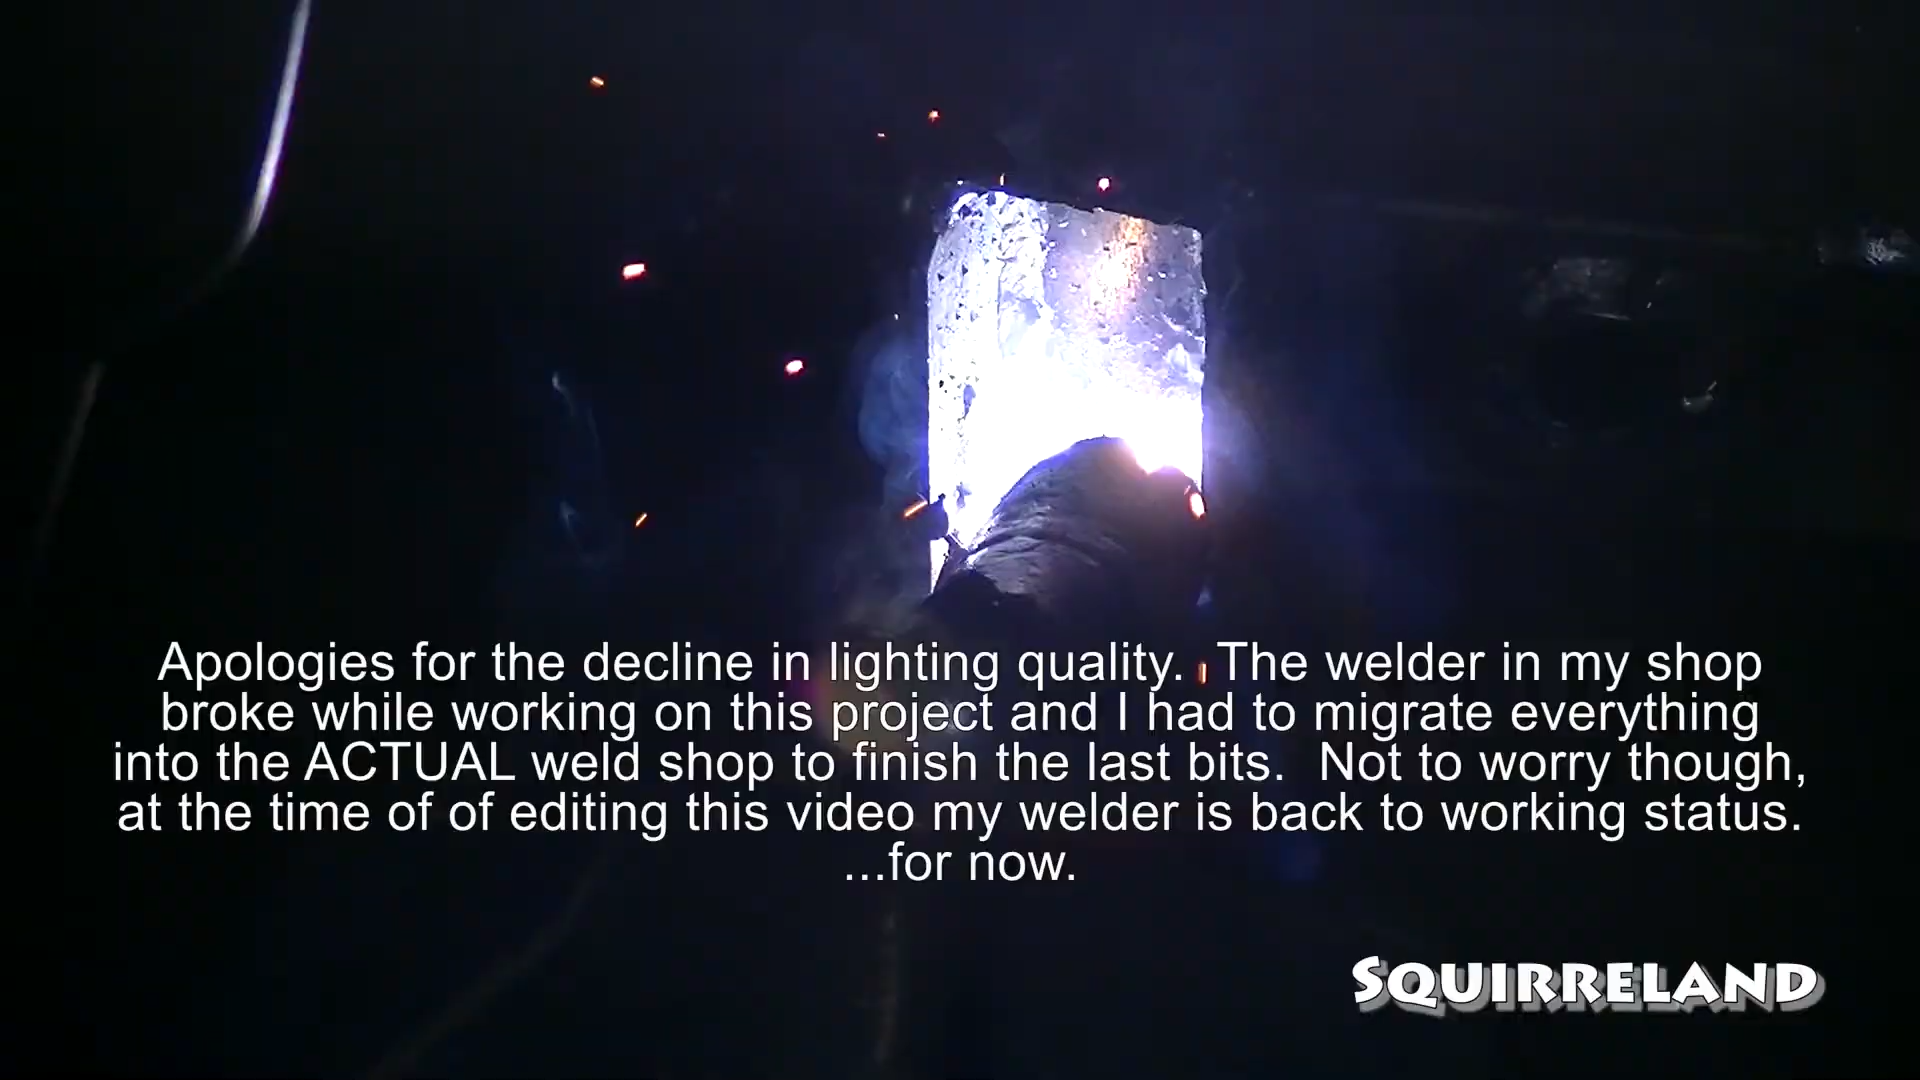 Apologies for the decline in lighting quality.  The welder in my shop
broke while working on this project and I had to migrate everything
into the ACTUAL weld shop to finish the last bits.  Not to worry though,
at the time of of editing this video my welder is back to working status.
...for now.
SQUIRRELAND